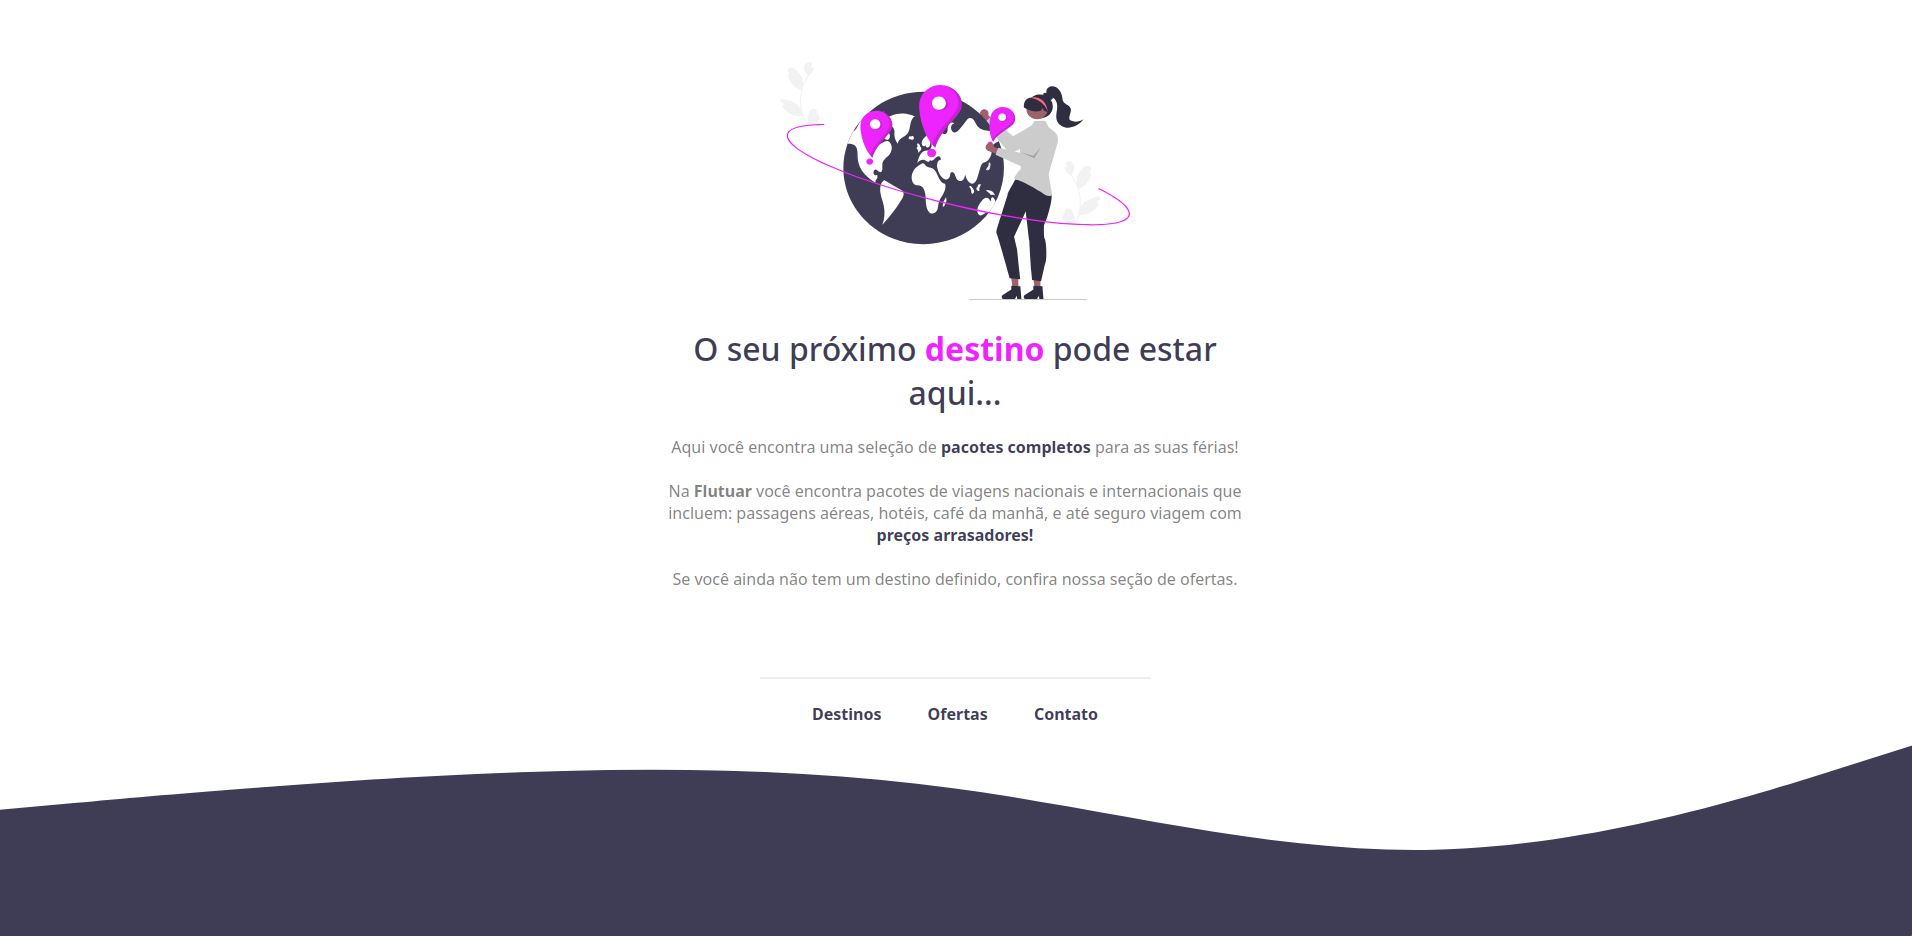 O seu próximo destino pode estar
aqui...
Aqui você encontra uma seleção de pacotes completos para as suas férias!
Na Flutuar você encontra pacotes de viagens nacionais e internacionais que
incluem: passagens aéreas, hotéis, café da manhã, e até seguro viagem com
preços arrasadores!
Se você ainda não tem um destino definido, confira nossa seção de ofertas.
Destinos Ofertas Contato